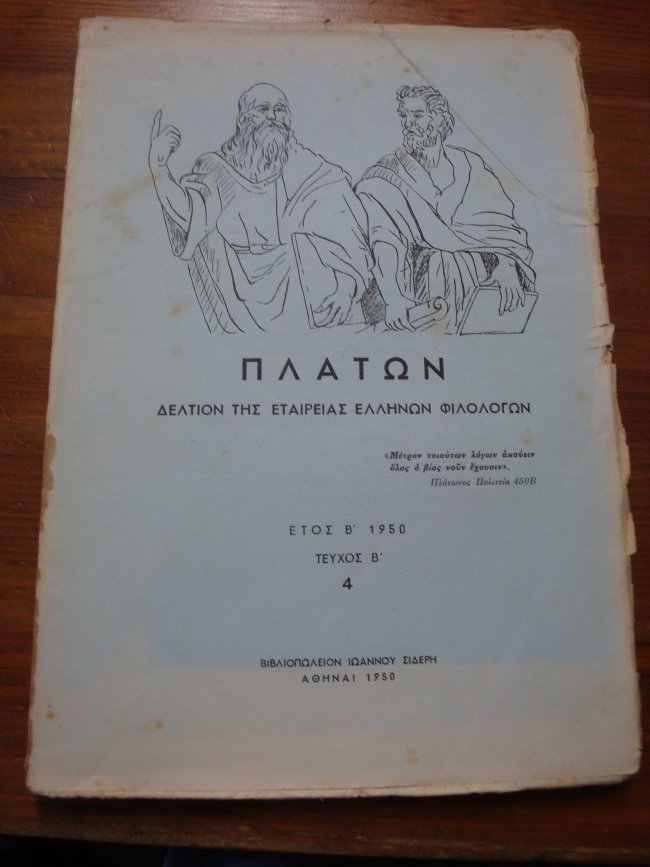 ΠΛΑΤΩΝ
ΔΕΛΤΙΟΝ ΤΗΣ ΕΤΑΙΡΕΙΑΣ ΕΛΛΗΝΩΝ ΦΙΛΟΛΟΓΩΝ
«Μέτρον τοιούτων λόγων ἀκούειν
ὅλος ὁ βίος νοῦν ἔχουσιν».
Πλάτωνος Πολιτεία 450Β
ΕΤΟΣ Β' 1950
ΤΕΥΧΟΣ Β'
4
ΒΙΒΛΙΟΠΩΛΕΙΟΝ ΙΩΑΝΝΟΥ ΣΙΔΕΡΗ
ΑΘΗΝΑΙ 1950